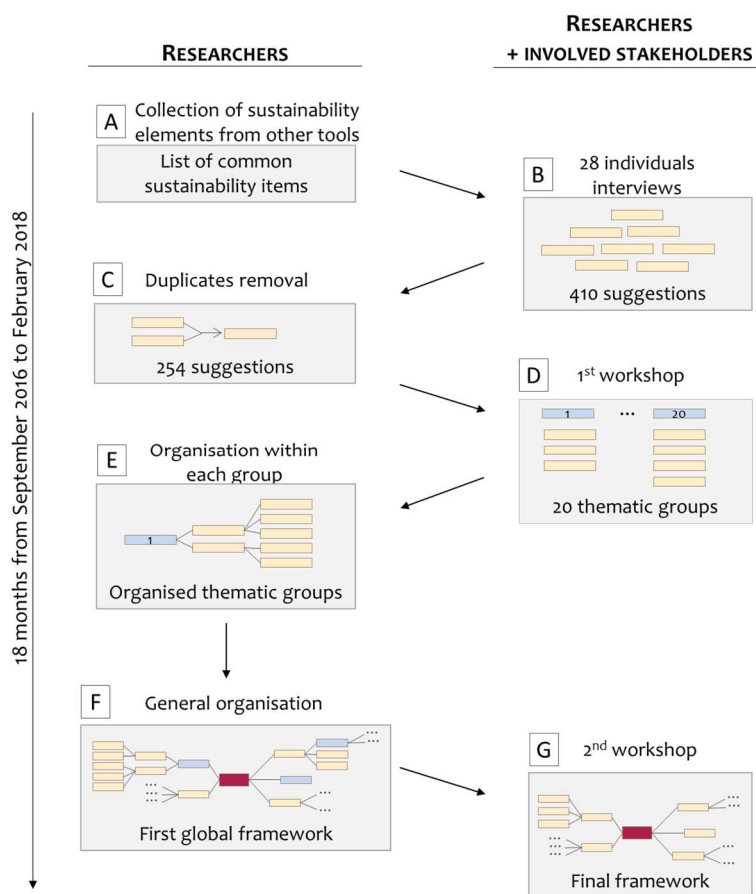 RESEARCHERS
RESEARCHERS
+ INVOLVED STAKEHOLDERS
18 months from September 2016 to February 2018
A
Collection of sustainability
elements from other tools
List of common
sustainability items
B
28 individuals
interviews
410 suggestions
C
Duplicates removal
254 suggestions
D
1st workshop
1 ... 20
20 thematic groups
E
Organisation within
each group
1
Organised thematic groups
F
General organisation
...
...
...
...
...
...
...
First global framework
G
2nd workshop
...
...
...
...
...
...
Final framework